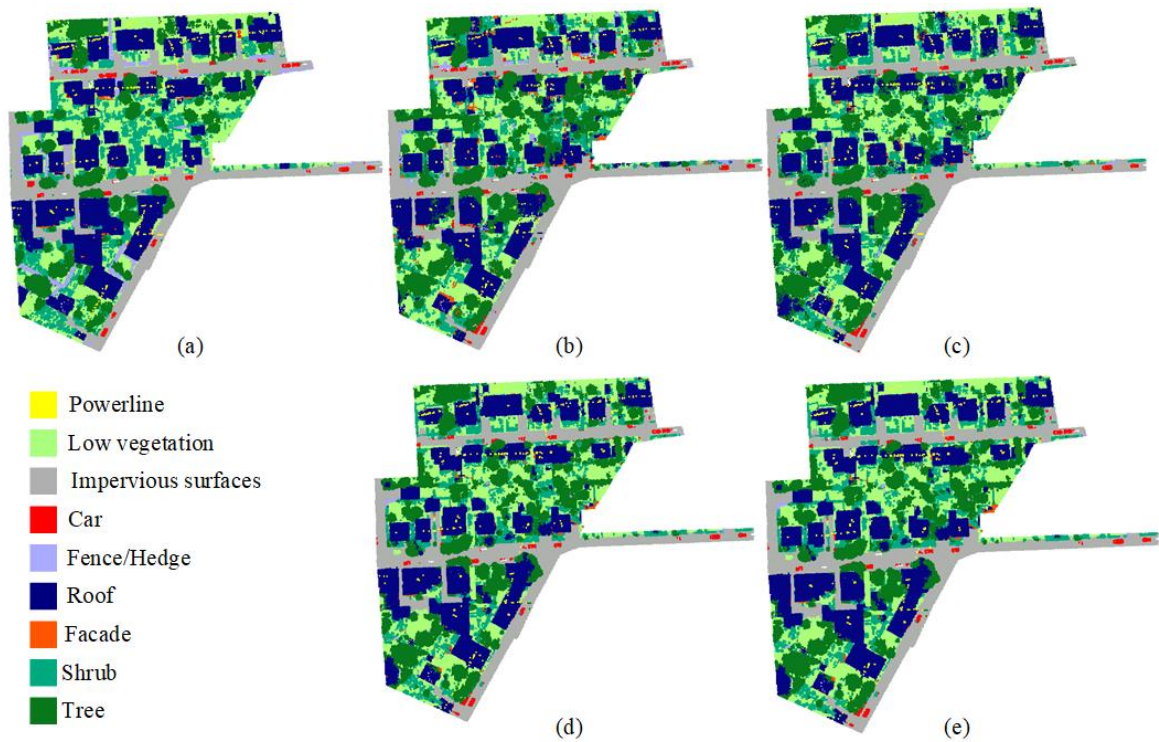 (a)
(b)
(c)
Powerline
Low vegetation
Impervious surfaces
Car
Fence/Hedge
Roof
Facade
Shrub
Tree
(d)
(e)